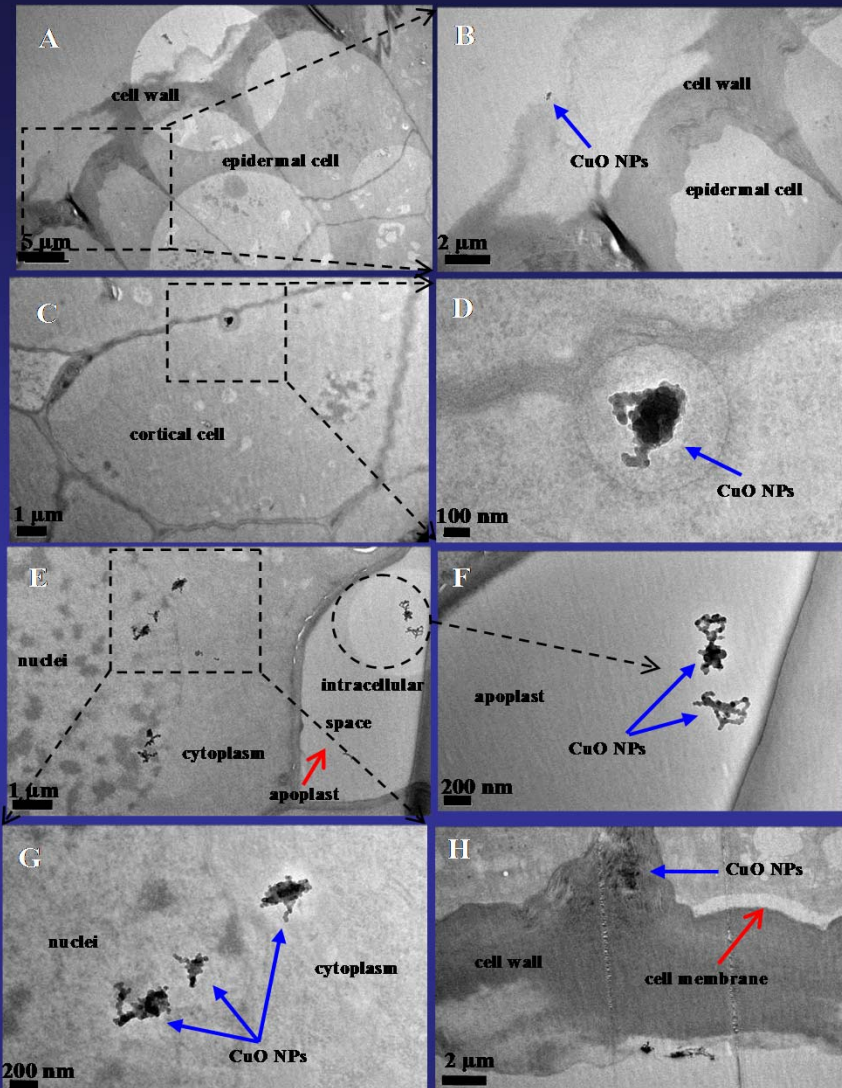 A
cell wall
epidermal cell
5 µm
B
cell wall
CuO NPs
epidermal cell
2 µm
C
cortical cell
1 µm
D
CuO NPs
100 nm
E
nuclei
intracellular
space
cytoplasm
apoplast
1 µm
F
apoplast
CuO NPs
200 nm
G
nuclei
cytoplasm
CuO NPs
200 nm
H
CuO NPs
cell wall
cell membrane
2 µm